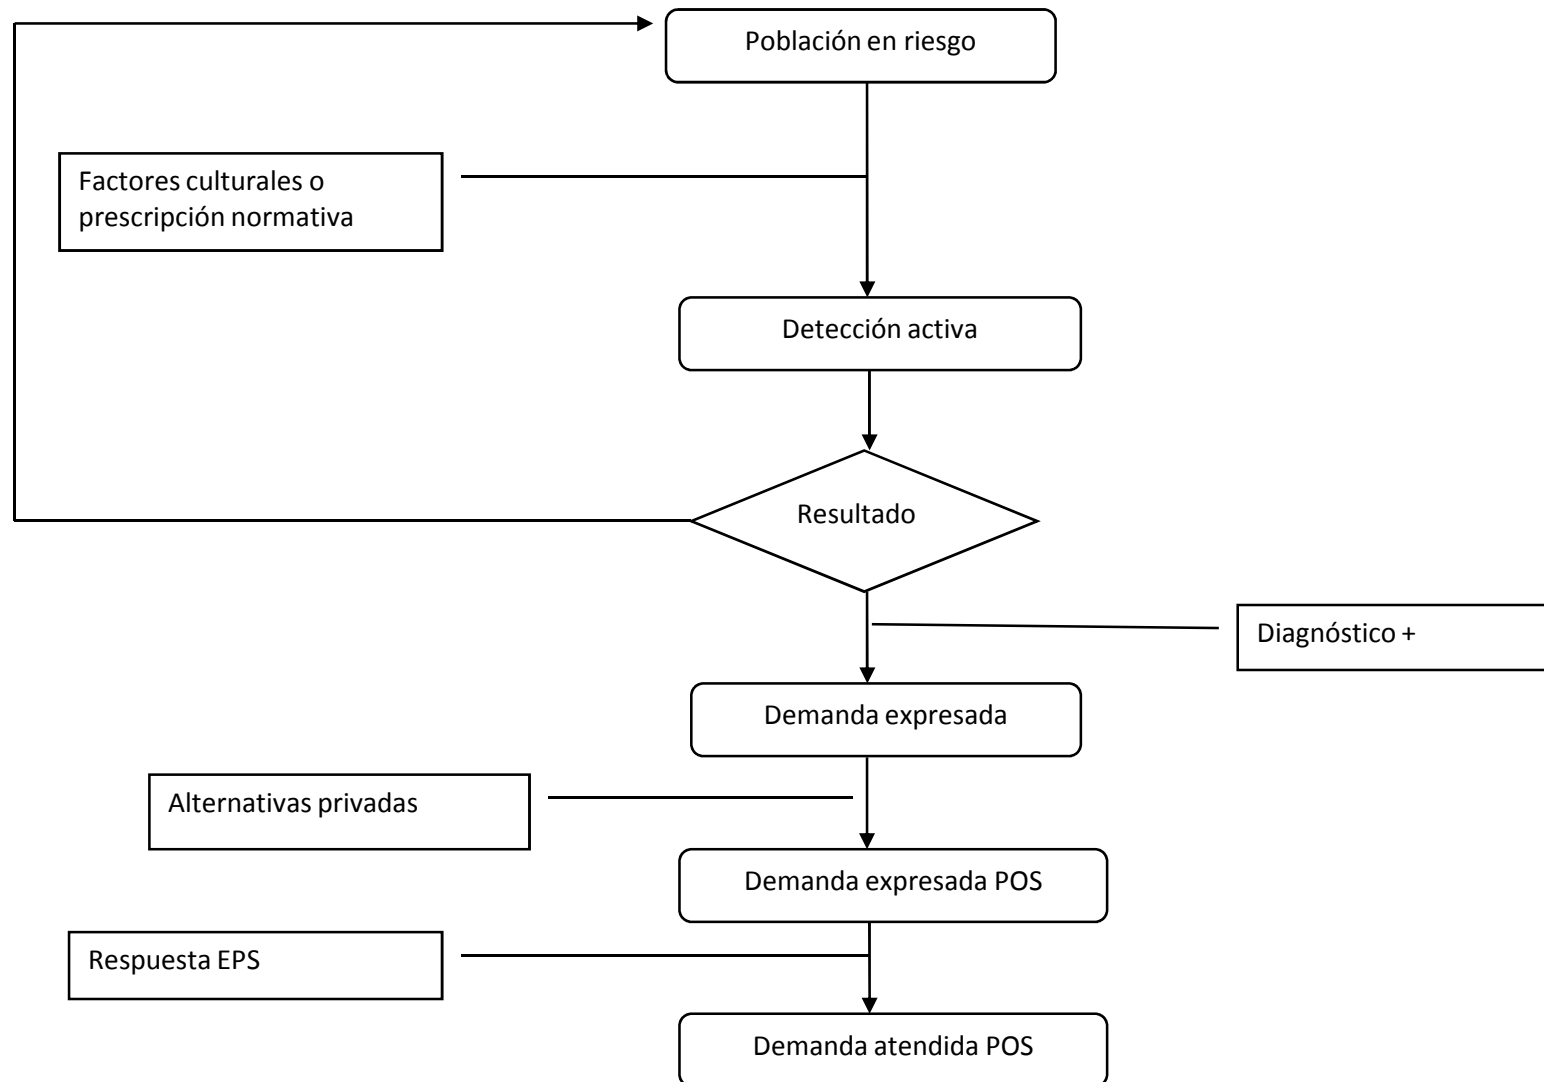 Población en riesgo
Factores culturales o
prescripción normativa
Detección activa
Resultado
Diagnóstico +
Demanda expresada
Alternativas privadas
Demanda expresada POS
Respuesta EPS
Demanda atendida POS